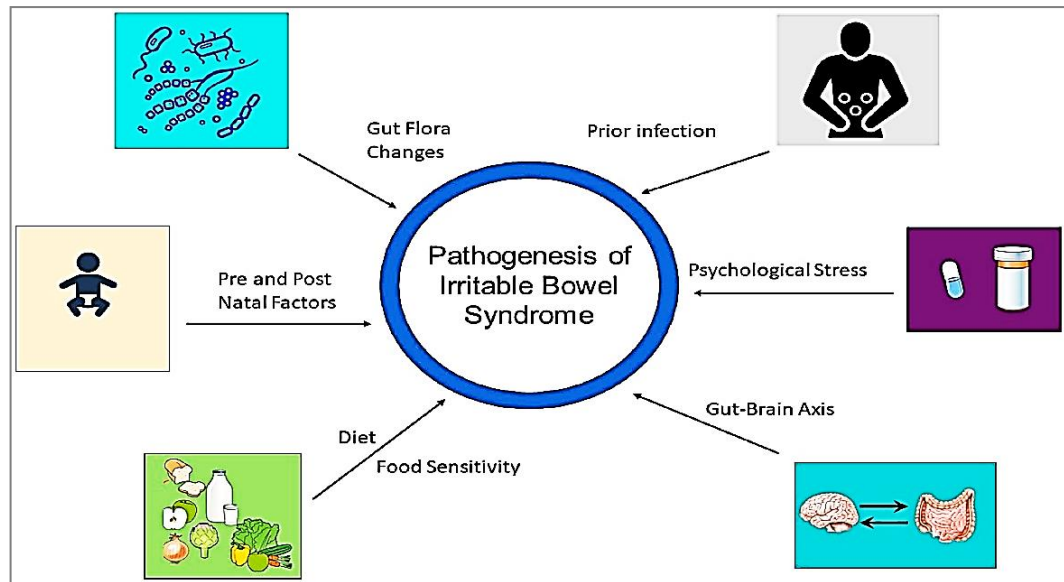 Gut Flora
Changes
Prior infection
Pathogenesis of
Irritable Bowel
Syndrome
Pre and Post
Natal Factors
Psychological Stress
Diet
Food Sensitivity
Gut-Brain Axis